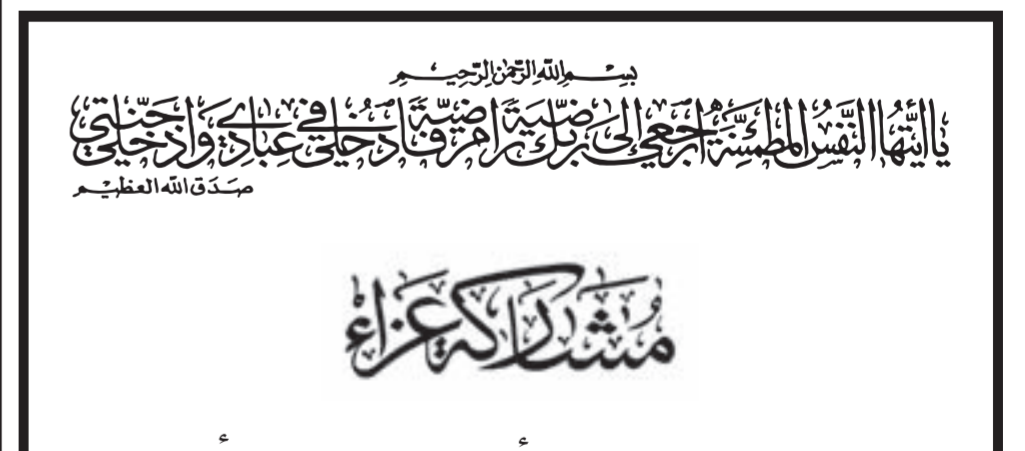 بسم الله الرحمن الرحيم
يا أيتها النفس المطمئنة ارجعي إلى ربك راضية مرضية فادخلي في عبادي وادخلي جنتي
صدق الله العظيم
مشاركة عزاء